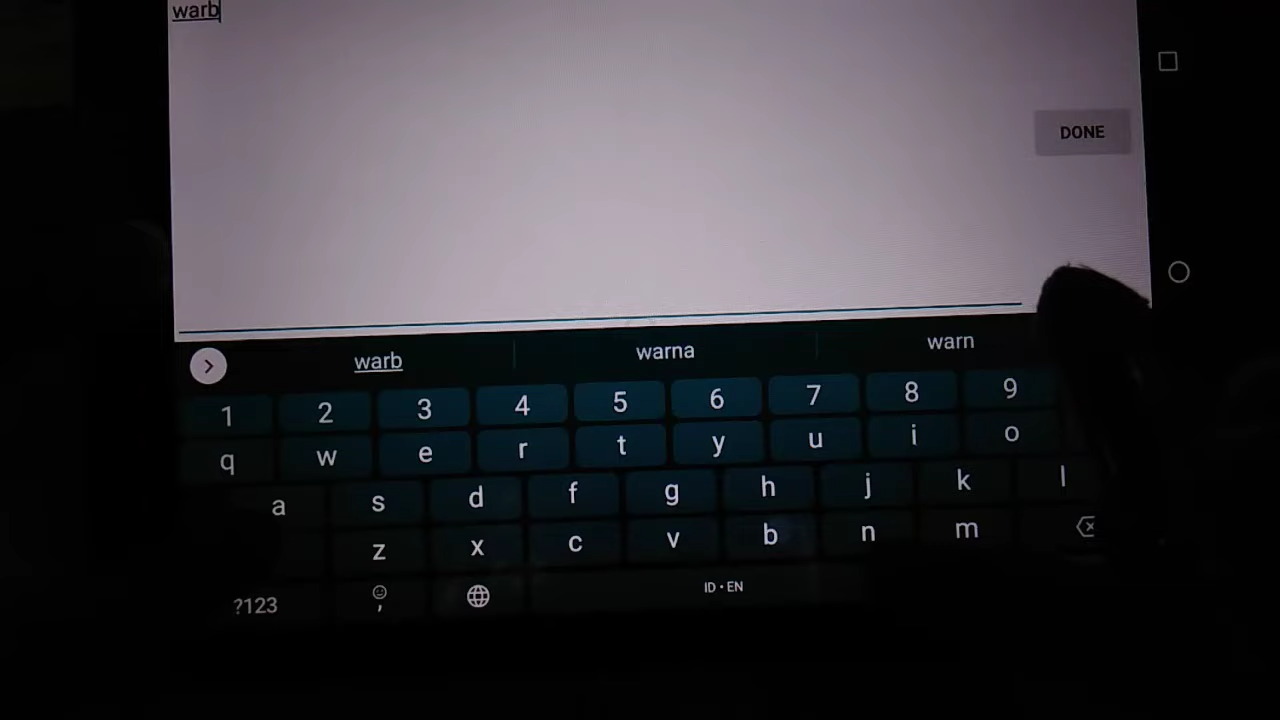 warb
DONE
warb warna warn
1 2 3 4 5 6 7 8 9
q w e r t y u i o
a s d f g h j k l
z x c v b n m
?123 , ID • EN